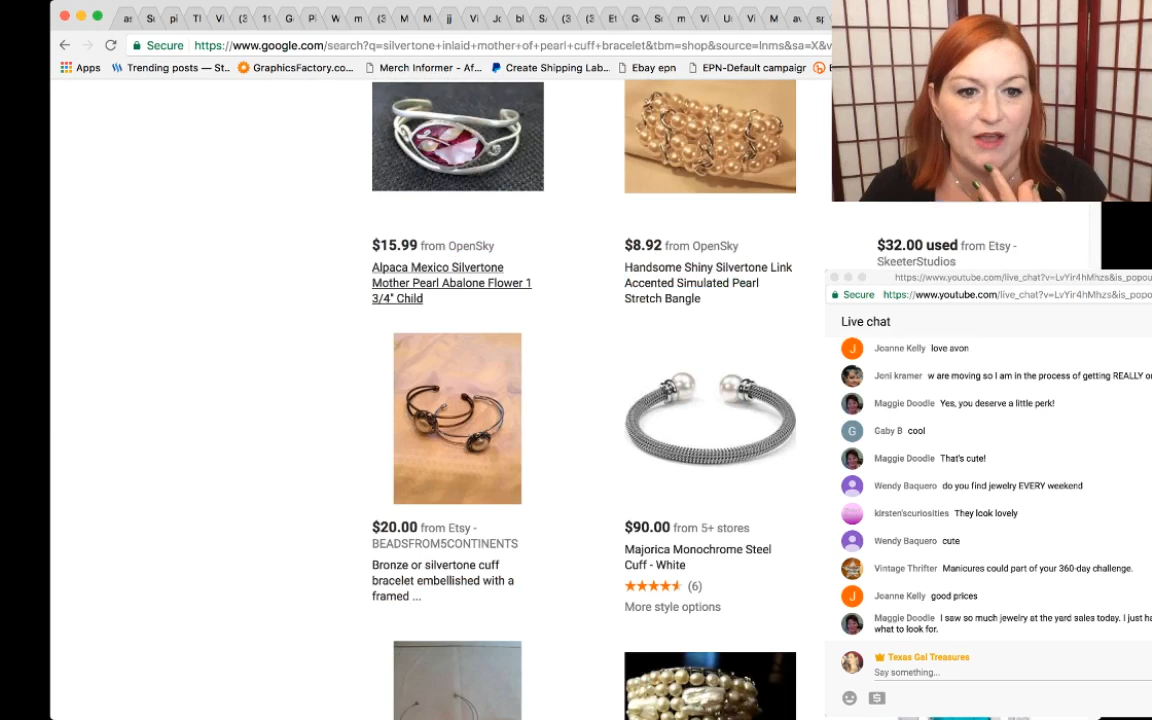 Secure https://www.google.com/search?q=silvertone+inlaid+mother+of+pearl+cuff+bracelet&tbm=shop&source=lnms&sa=X&v
Apps Trending posts — St.. GraphicsFactory.co... Merch Informer - Af... Create Shipping Lab... Ebay epn EPN-Default campaigr
$15.99 from OpenSky
Alpaca Mexico Silvertone
Mother Pearl Abalone Flower 1
3/4" Child
$8.92 from OpenSky
Handsome Shiny Silvertone Link
Accented Simulated Pearl
Stretch Bangle
$32.00 used from Etsy -
SkeeterStudios
$20.00 from Etsy -
BEADSFROM5CONTINENTS
Bronze or silvertone cuff
bracelet embellished with a
framed ...
$90.00 from 5+ stores
Majorica Monochrome Steel
Cuff - White
(6)
More style options
https://www.youtube.com/live_chat?v=LvYir4hMhzs&is_popou
Secure https://www.youtube.com/live_chat?v=LvYir4hMhzs&is_popo
Live chat
J Joanne Kelly love avon
Joni kramer w are moving so I am in the process of getting REALLY o
Maggie Doodle Yes, you deserve a little perk!
G Gaby B cool
Maggie Doodle That's cute!
Wendy Baquero do you find jewelry EVERY weekend
kirsten'scuriosities They look lovely
Wendy Baquero cute
Vintage Thrifter Manicures could part of your 360-day challenge.
J Joanne Kelly good prices
Maggie Doodle I saw so much jewelry at the yard sales today. I just ha
what to look for.
Texas Gal Treasures
Say something...